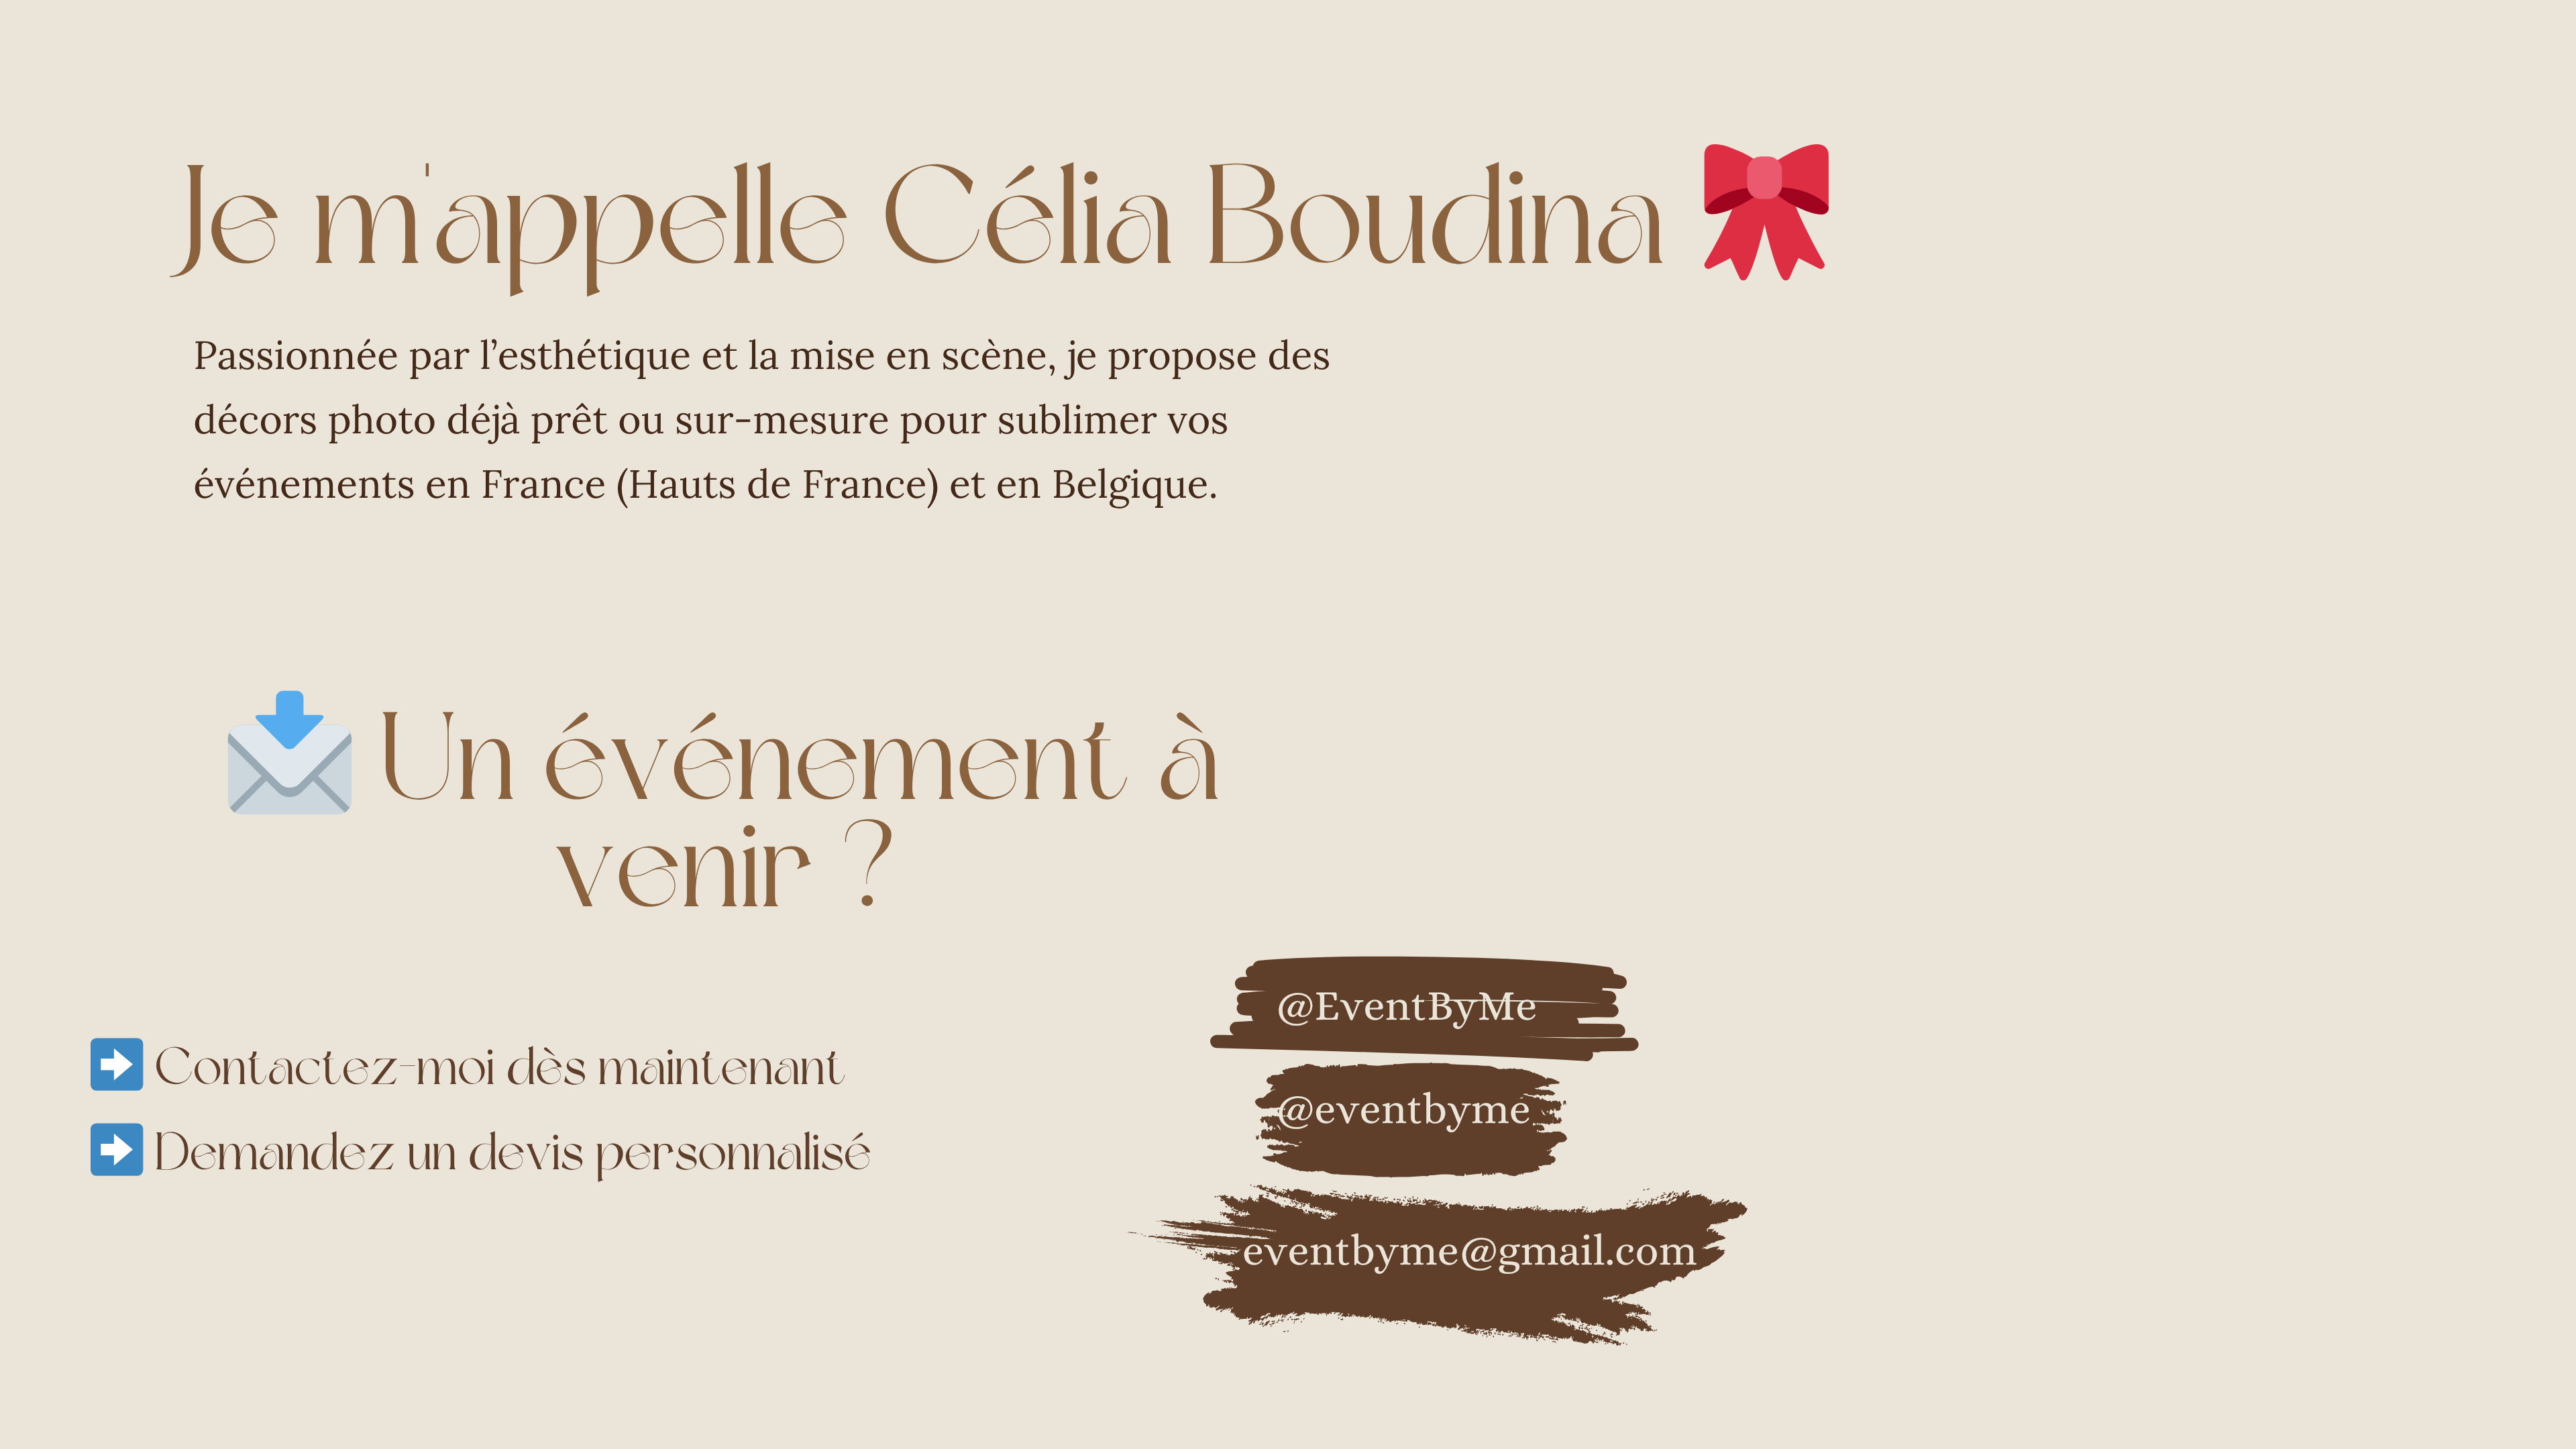 Je m'appelle Célia Boudina 🎀
Passionnée par l’esthétique et la mise en scène, je propose des
décors photo déjà prêt ou sur-mesure pour sublimer vos
événements en France (Hauts de France) et en Belgique.
📩 Un événement à
venir ?
➡️ Contactez-moi dès maintenant
➡️ Demandez un devis personnalisé
@EventByMe
@eventbyme
eventbyme@gmail.com